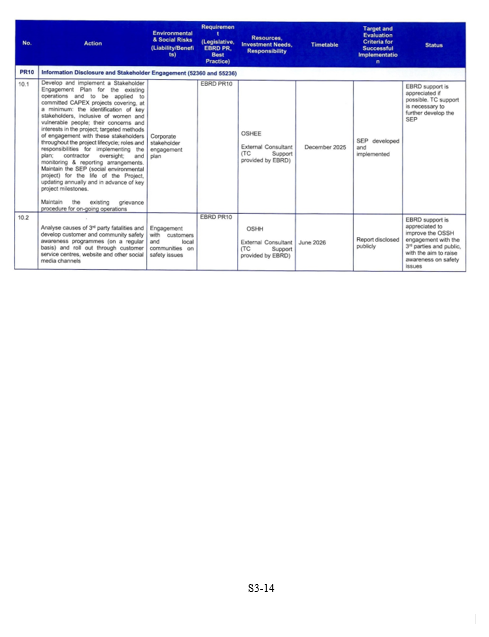 No.
Action
Environmental
& Social Risks
(Liability/Benefi
ts)
Requiremen
t
(Legislative,
EBRD PR,
Best
Practice)
Resources,
Investment Needs,
Responsibility
Timetable
Target and
Evaluation
Criteria for
Successful
Implementatio
n
Status
PR10
Information Disclosure and Stakeholder Engagement (52360 and 55236)
10.1
Develop and implement a Stakeholder
Engagement Plan for the existing
operations and to be applied to
committed CAPEX projects covering, at
a minimum: the identification of key
stakeholders, inclusive of women and
vulnerable people; their concerns and
interests in the project; targeted methods
of engagement with these stakeholders
throughout the project lifecycle; roles and
responsibilities for implementing the
plan; contractor oversight; and
monitoring & reporting arrangements.
Maintain the SEP (social environmental
project) for the life of the Project,
updating annually and in advance of key
project milestones.
Maintain the existing grievance
procedure for on-going operations
Corporate
stakeholder
engagement
plan
EBRD PR10
OSHEE
External Consultant
(TC Support
provided by EBRD)
December 2025
SEP developed
and
implemented
EBRD support is
appreciated if
possible. TC support
is necessary to
further develop the
SEP
10.2
Analyse causes of 3rd party fatalities and
develop customer and community safety
awareness programmes (on a regular
basis) and roll out through customer
service centres, website and other social
media channels
Engagement
with customers
and local
communities on
safety issues
EBRD PR10
OSHH
External Consultant
(TC Support
provided by EBRD)
June 2026
Report disclosed
publicly
EBRD support is
appreciated to
improve the OSSH
engagement with the
3rd parties and public,
with the aim to raise
awareness on safety
issues
S3-14